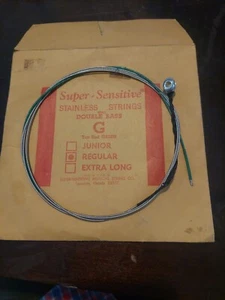 Super-Sensitive
STAINLESS STRINGS
DOUBLE BASS
G
JUNIOR
REGULAR
EXTRA LONG